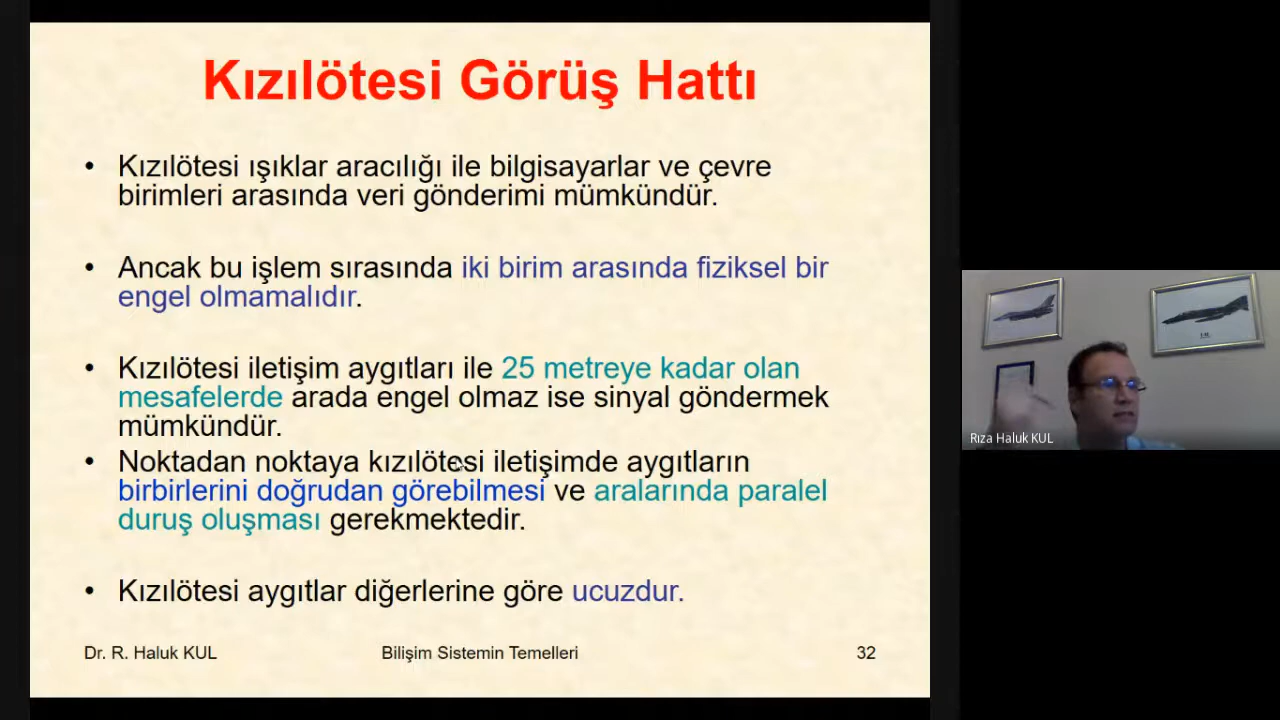 Kızılötesi Görüş Hattı
• Kızılötesi ışıklar aracılığı ile bilgisayarlar ve çevre
birimleri arasında veri gönderimi mümkündür.
• Ancak bu işlem sırasında iki birim arasında fiziksel bir
engel olmamalıdır.
• Kızılötesi iletişim aygıtları ile 25 metreye kadar olan
mesafelerde arada engel olmaz ise sinyal göndermek
mümkündür.
• Noktadan noktaya kızılötesi iletişimde aygıtların
birbirlerini doğrudan görebilmesi ve aralarında paralel
duruş oluşması gerekmektedir.
• Kızılötesi aygıtlar diğerlerine göre ucuzdur.
Dr. R. Haluk KUL
Bilişim Sistemin Temelleri
32
Rıza Haluk KUL